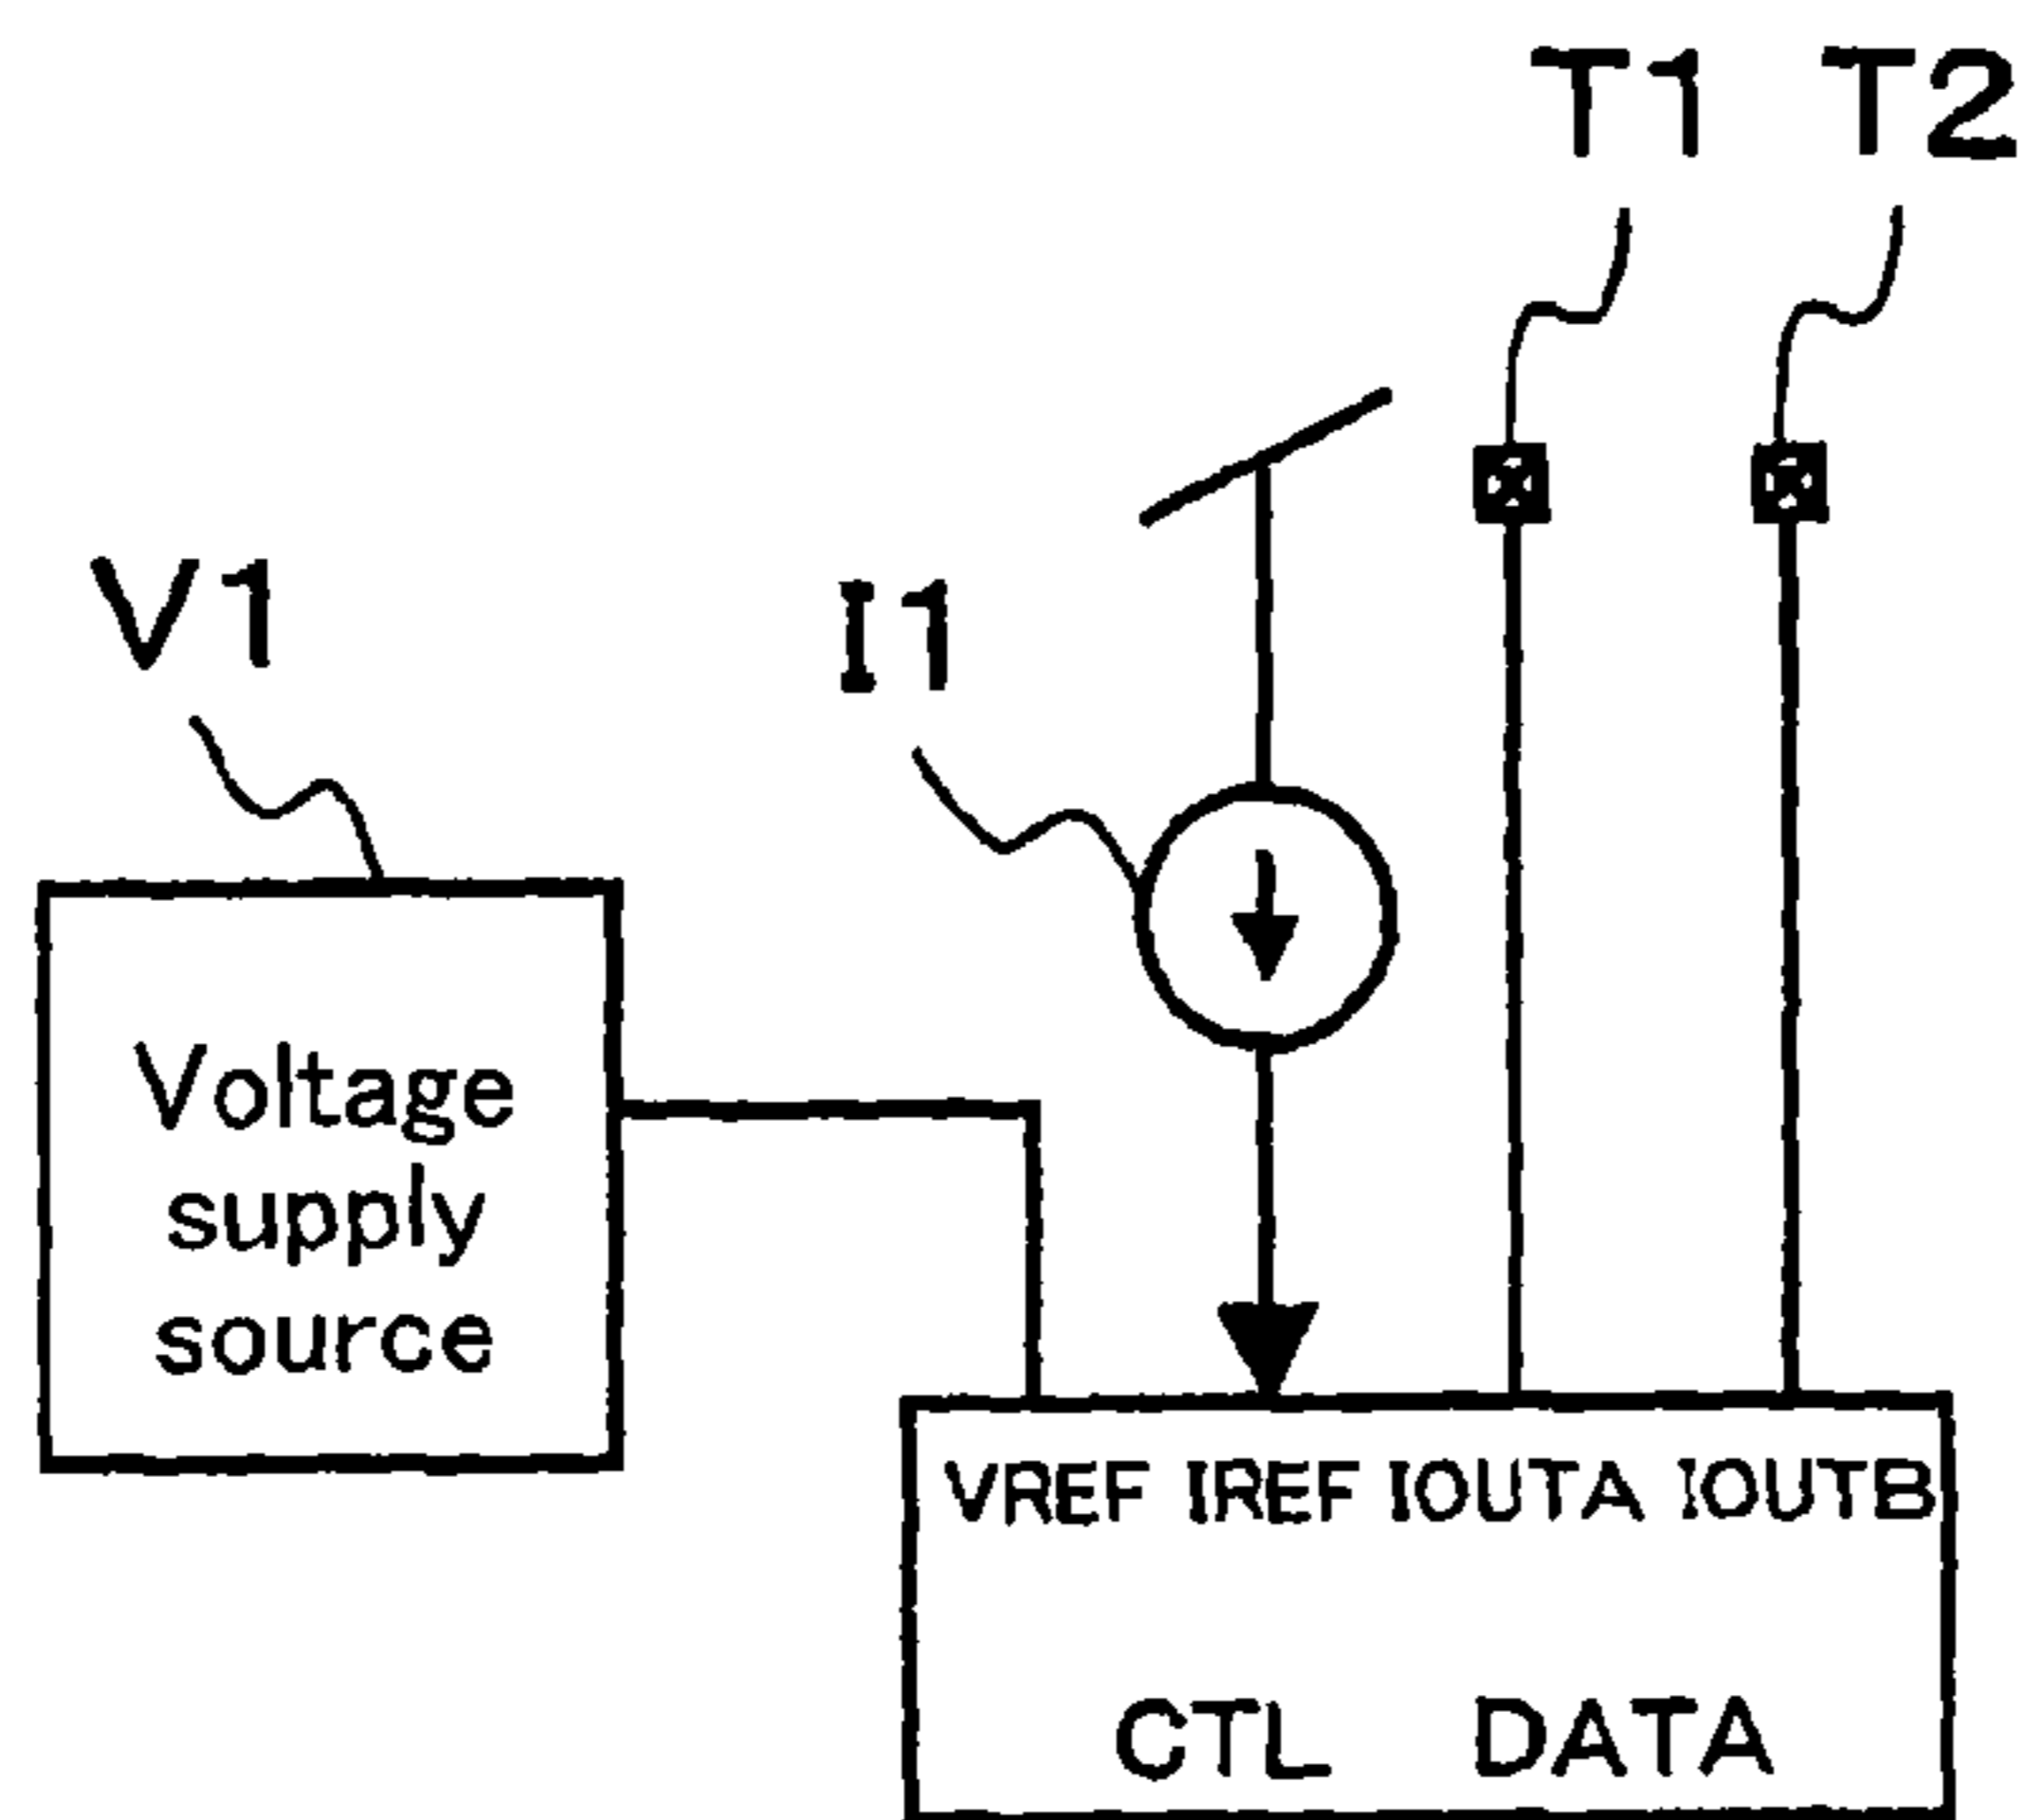 T1 T2
V1
I1
Voltage
supply
source
VREF IREF IOUTA IOUTB
CTL DATA